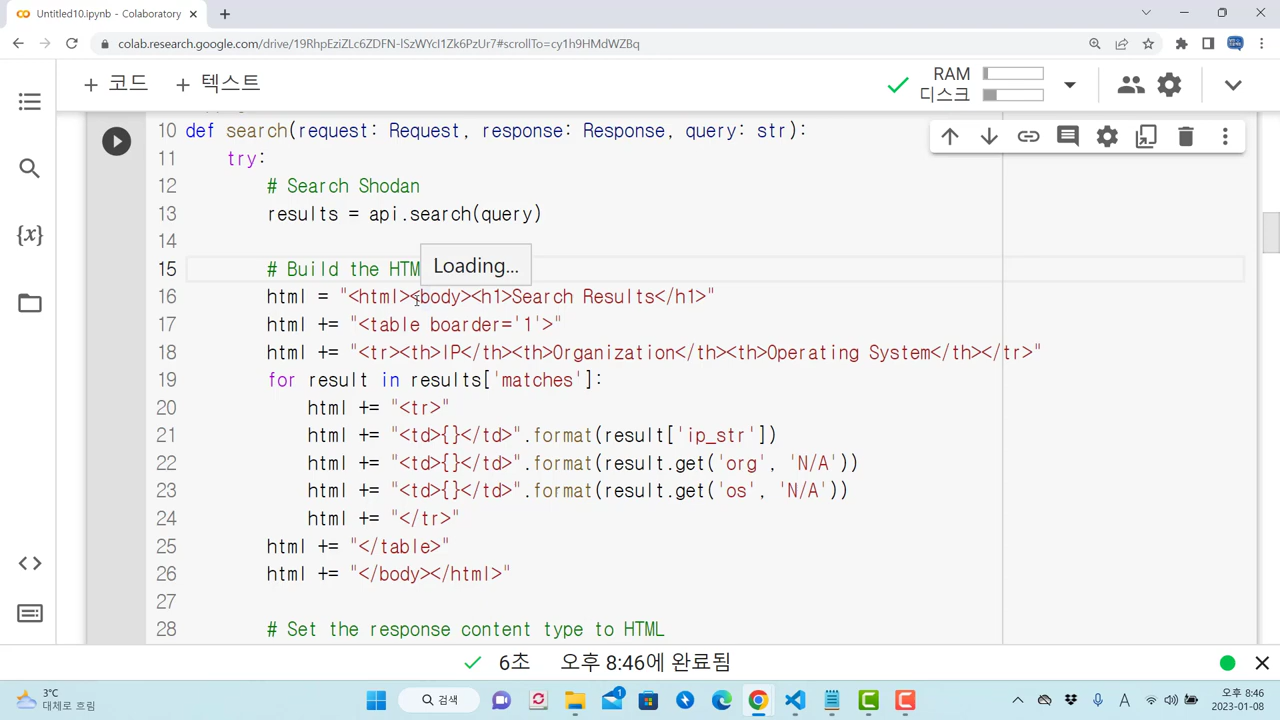 Untitled10.ipynb - Colaboratory
colab.research.google.com/drive/19RhpEziZLc6ZDFN-lSzWYcI1Zk6PzUr7#scrollTo=cy1h9HMdWZBq
+ 코드 + 텍스트
RAM
디스크
10 def search(request: Request, response: Response, query: str):
11 try:
12 # Search Shodan
13 results = api.search(query)
14
15 # Build the HTM
Loading...
16 html = "<html><body><h1>Search Results</h1>"
17 html += "<table boarder='1'>"
18 html += "<tr><th>IP</th><th>Organization</th><th>Operating System</th></tr>"
19 for result in results['matches']:
20 html += "<tr>"
21 html += "<td>{}</td>".format(result['ip_str'])
22 html += "<td>{}</td>".format(result.get('org', 'N/A'))
23 html += "<td>{}</td>".format(result.get('os', 'N/A'))
24 html += "</tr>"
25 html += "</table>"
26 html += "</body></html>"
27
28 # Set the response content type to HTML
{x}
6초 오후 8:46에 완료됨
3°C
대체로 흐림
검색
1
A
오후 8:46
2023-01-08